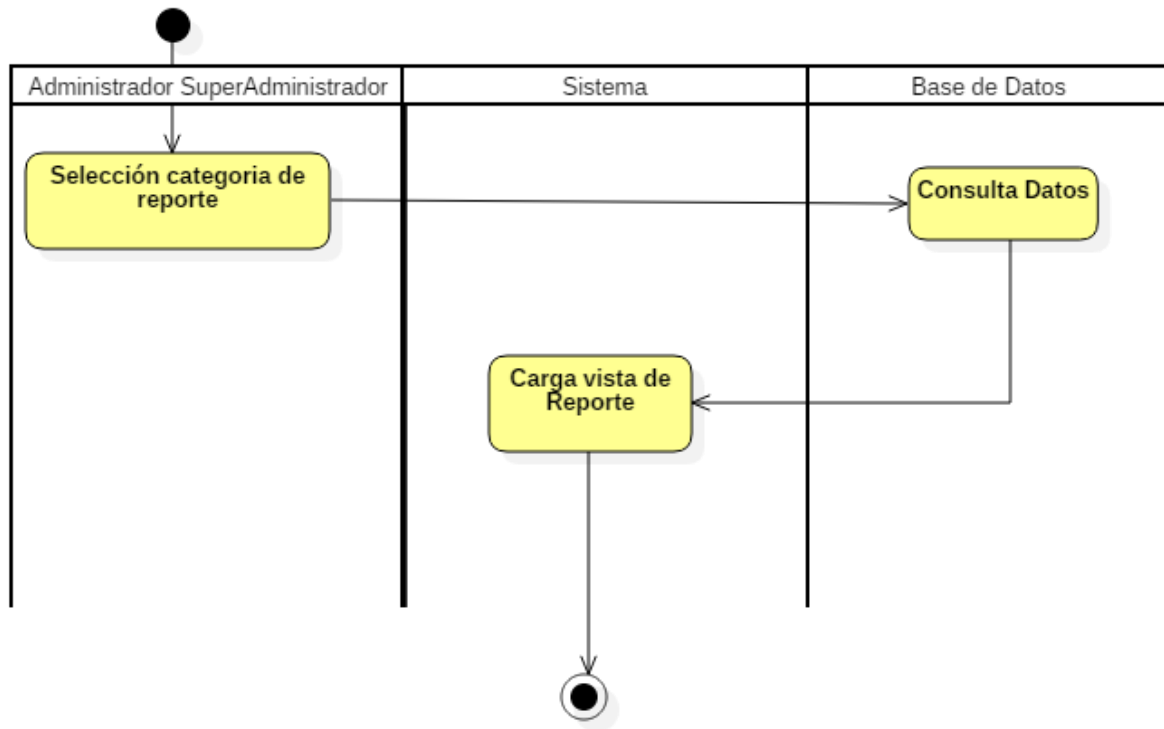 Administrador SuperAdministrador
Sistema
Base de Datos
Selección categoria de
reporte
Consulta Datos
Carga vista de
Reporte